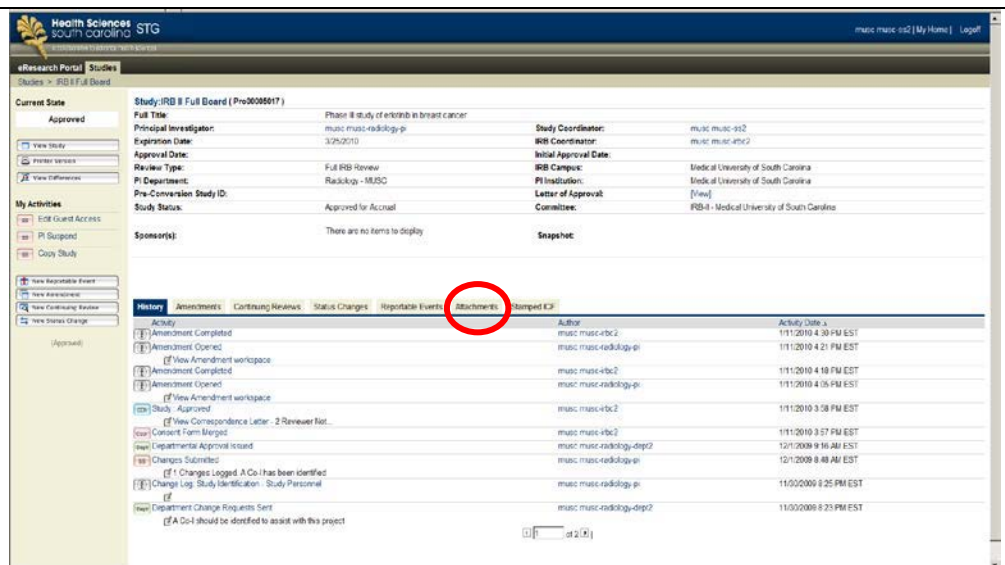 Health Sciences
south carolina STG
musc musc-ss2 | My Home | Logoff
eResearch Portal Studies
Studies > IRB II Full Board
Current State
Approved
View Study
Printer Version
View Differences
My Activities
Edit Guest Access
PI Suspend
Copy Study
New Reportable Event
New Amendment
New Continuing Review
New Status Change
(Approved)
Study:IRB II Full Board ( Pro00005017 )
Full Title: Phase III study of erlotinib in breast cancer
Principal Investigator: musc musc-radiology-pi Study Coordinator: musc musc-ss2
Expiration Date: 3/25/2010 IRB Coordinator: musc musc-irbc2
Approval Date: Initial Approval Date:
Review Type: Full IRB Review IRB Campus: Medical University of South Carolina
PI Department: Radiology - MUSC PI Institution: Medical University of South Carolina
Pre-Conversion Study ID: Letter of Approval: [View]
Study Status: Approved for Accrual Committee: IRB-II - Medical University of South Carolina
Sponsor(s): There are no items to display Snapshot:
History Amendments Continuing Reviews Status Changes Reportable Events Attachments Stamped ICF
Activity Author Activity Date
Amendment Completed musc musc-irbc2 1/11/2010 4:30 PM EST
Amendment Opened musc musc-radiology-pi 1/11/2010 4:21 PM EST
View Amendment workspace
Amendment Completed musc musc-irbc2 1/11/2010 4:18 PM EST
Amendment Opened musc musc-radiology-pi 1/11/2010 4:05 PM EST
View Amendment workspace
Study : Approved musc musc-irbc2 1/11/2010 3:58 PM EST
View Correspondence Letter - 2 Reviewer Not...
Consent Form Merged musc musc-irbc2 1/11/2010 3:57 PM EST
Departmental Approval Issued musc musc-radiology-dept2 12/1/2009 9:16 AM EST
Changes Submitted musc musc-radiology-pi 12/1/2009 8:48 AM EST
1 Changes Logged. A Co-I has been identified
Change Log: Study Identification - Study Personnel musc musc-radiology-pi 11/30/2009 8:25 PM EST
Department Change Requests Sent musc musc-radiology-dept2 11/30/2009 8:23 PM EST
A Co-I should be identified to assist with this project
1 of 2